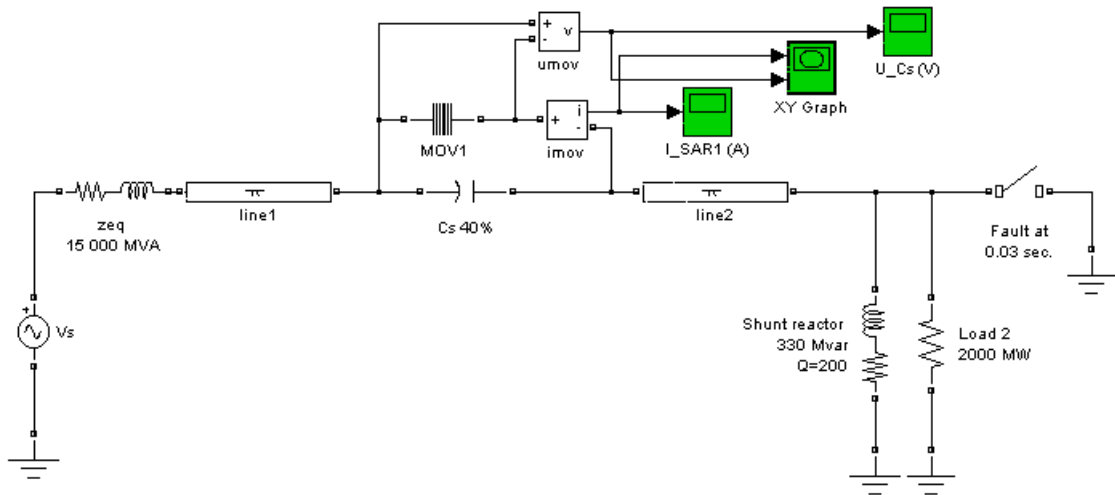 +
-
v
umov
U_Cs (V)
XY Graph
MOV1
+
i
-
imov
I_SAR1 (A)
zeq
15 000 MVA
line1
Cs 40%
line2
Fault at
0.03 sec.
+
Vs
Shunt reactor
330 Mvar
Q=200
Load 2
2000 MW